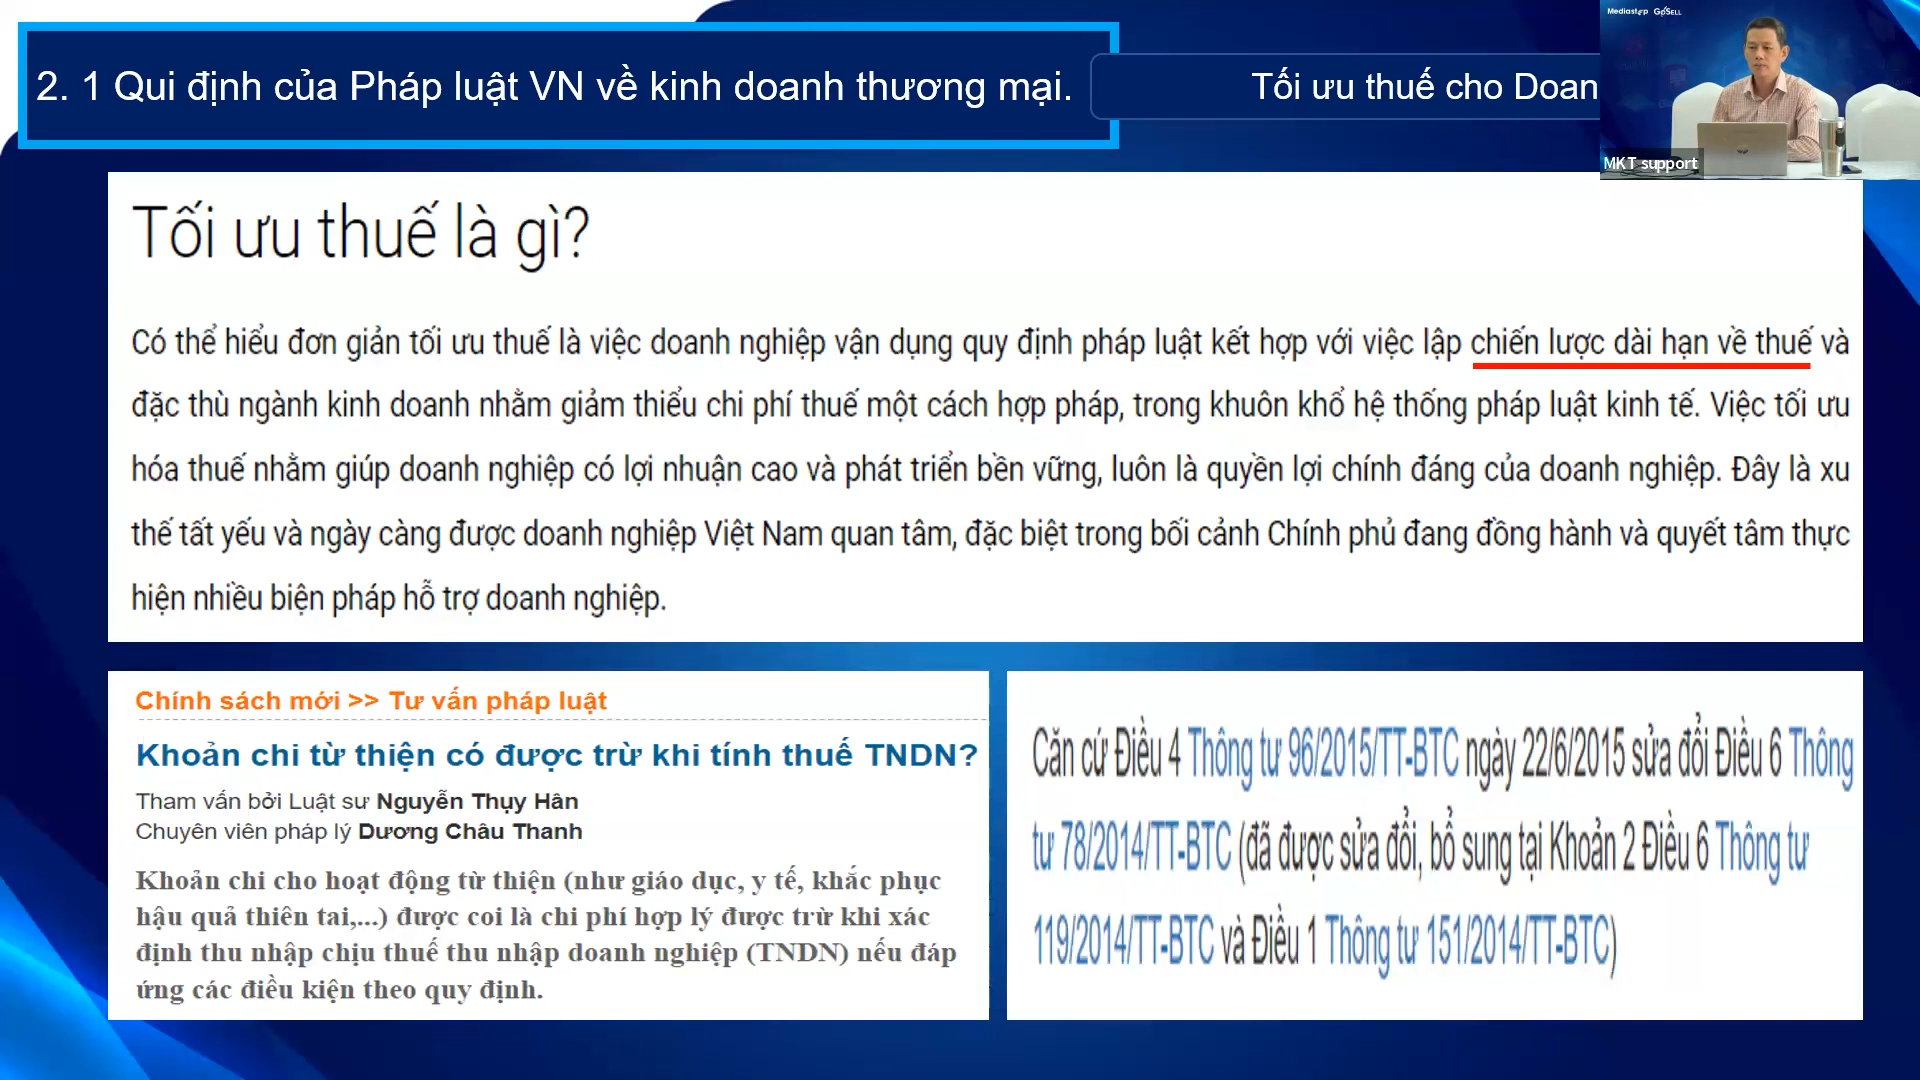 2. 1 Qui định của Pháp luật VN về kinh doanh thương mại.
Tối ưu thuế cho Doan
Mediastep GoSELL
MKT support
Tối ưu thuế là gì?
Có thể hiểu đơn giản tối ưu thuế là việc doanh nghiệp vận dụng quy định pháp luật kết hợp với việc lập chiến lược dài hạn về thuế và
đặc thù ngành kinh doanh nhằm giảm thiểu chi phí thuế một cách hợp pháp, trong khuôn khổ hệ thống pháp luật kinh tế. Việc tối ưu
hóa thuế nhằm giúp doanh nghiệp có lợi nhuận cao và phát triển bền vững, luôn là quyền lợi chính đáng của doanh nghiệp. Đây là xu
thế tất yếu và ngày càng được doanh nghiệp Việt Nam quan tâm, đặc biệt trong bối cảnh Chính phủ đang đồng hành và quyết tâm thực
hiện nhiều biện pháp hỗ trợ doanh nghiệp.
Chính sách mới >> Tư vấn pháp luật
Khoản chi từ thiện có được trừ khi tính thuế TNDN?
Tham vấn bởi Luật sư Nguyễn Thụy Hân
Chuyên viên pháp lý Dương Châu Thanh
Khoản chi cho hoạt động từ thiện (như giáo dục, y tế, khắc phục
hậu quả thiên tai,...) được coi là chi phí hợp lý được trừ khi xác
định thu nhập chịu thuế thu nhập doanh nghiệp (TNDN) nếu đáp
ứng các điều kiện theo quy định.
Căn cứ Điều 4 Thông tư 96/2015/TT-BTC ngày 22/6/2015 sửa đổi Điều 6 Thông
tư 78/2014/TT-BTC (đã được sửa đổi, bổ sung tại Khoản 2 Điều 6 Thông tư
119/2014/TT-BTC và Điều 1 Thông tư 151/2014/TT-BTC)